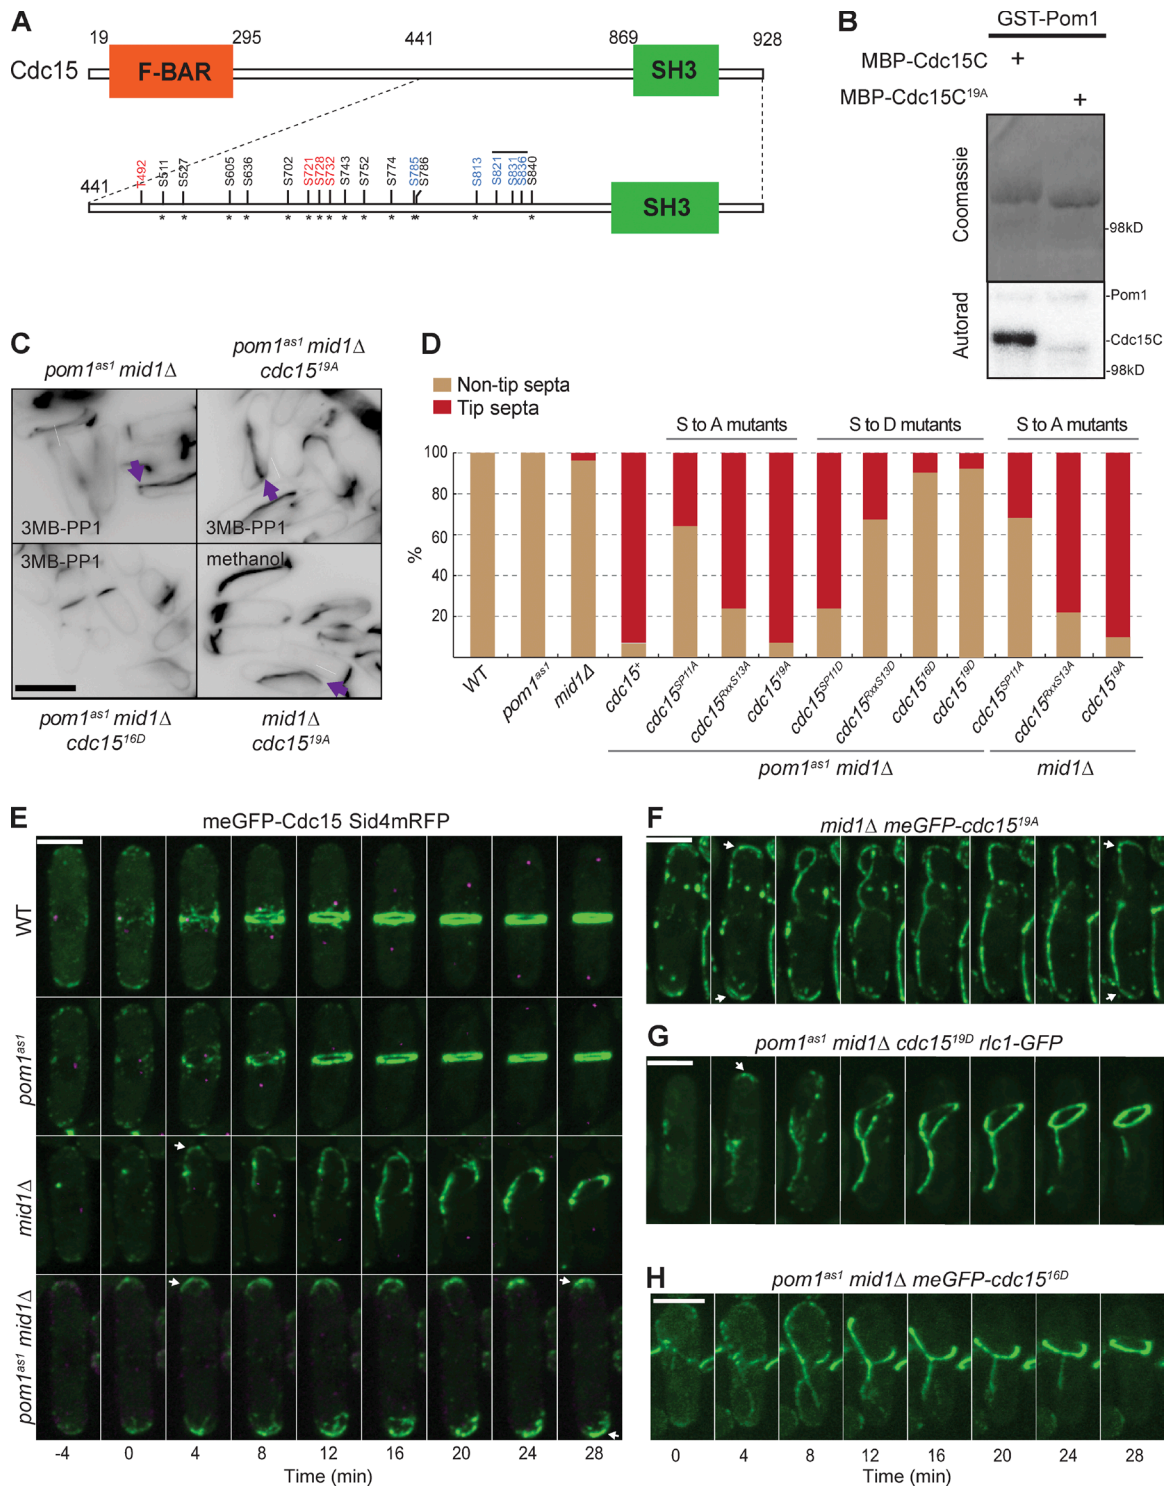 A
19 295 441 869 928
Cdc15 F-BAR SH3
T492 S511 S527 S605 S636 S702 S721 S728 S732 S743 S752 S774 S785 S786 S813 S821 S831 S836 S840
441
SH3
* * * * * * * * * * * * * *
B
GST-Pom1
MBP-Cdc15C +
MBP-Cdc15C19A +
Coomassie
-98kD
Autorad
-Pom1
-Cdc15C
-98kD
C
pom1as1 mid1Δ
pom1as1 mid1Δ
cdc1519A
3MB-PP1
3MB-PP1
3MB-PP1
methanol
pom1as1 mid1Δ
cdc1516D
mid1Δ
cdc1519A
D
Non-tip septa
Tip septa
S to A mutants S to D mutants S to A mutants
100
80
60
40
20
%
WT
pom1as1
mid1Δ
cdc15+
cdc15SP11A
cdc15RxxS13A
cdc1519A
cdc15SP11D
cdc15RxxS13D
cdc1516D
cdc1519D
cdc15SP11A
cdc15RxxS13A
cdc1519A
pom1as1 mid1Δ
mid1Δ
E
meGFP-Cdc15 Sid4mRFP
WT
pom1as1
mid1Δ
pom1as1 mid1Δ
-4 0 4 8 12 16 20 24 28
Time (min)
F
mid1Δ meGFP-cdc1519A
G
pom1as1 mid1Δ cdc1519D rlc1-GFP
H
pom1as1 mid1Δ meGFP-cdc1516D
0 4 8 12 16 20 24 28
Time (min)